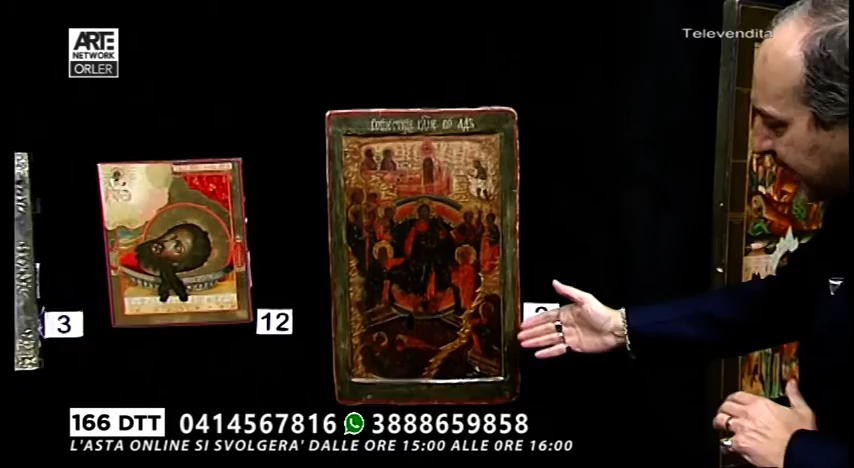 ARTE
NETWORK
ORLER
Televendita
3
12
166 DTT 0414567816 3888659859
L'ASTA ONLINE SI SVOLGERA' DALLE ORE 15:00 ALLE ORE 16:00